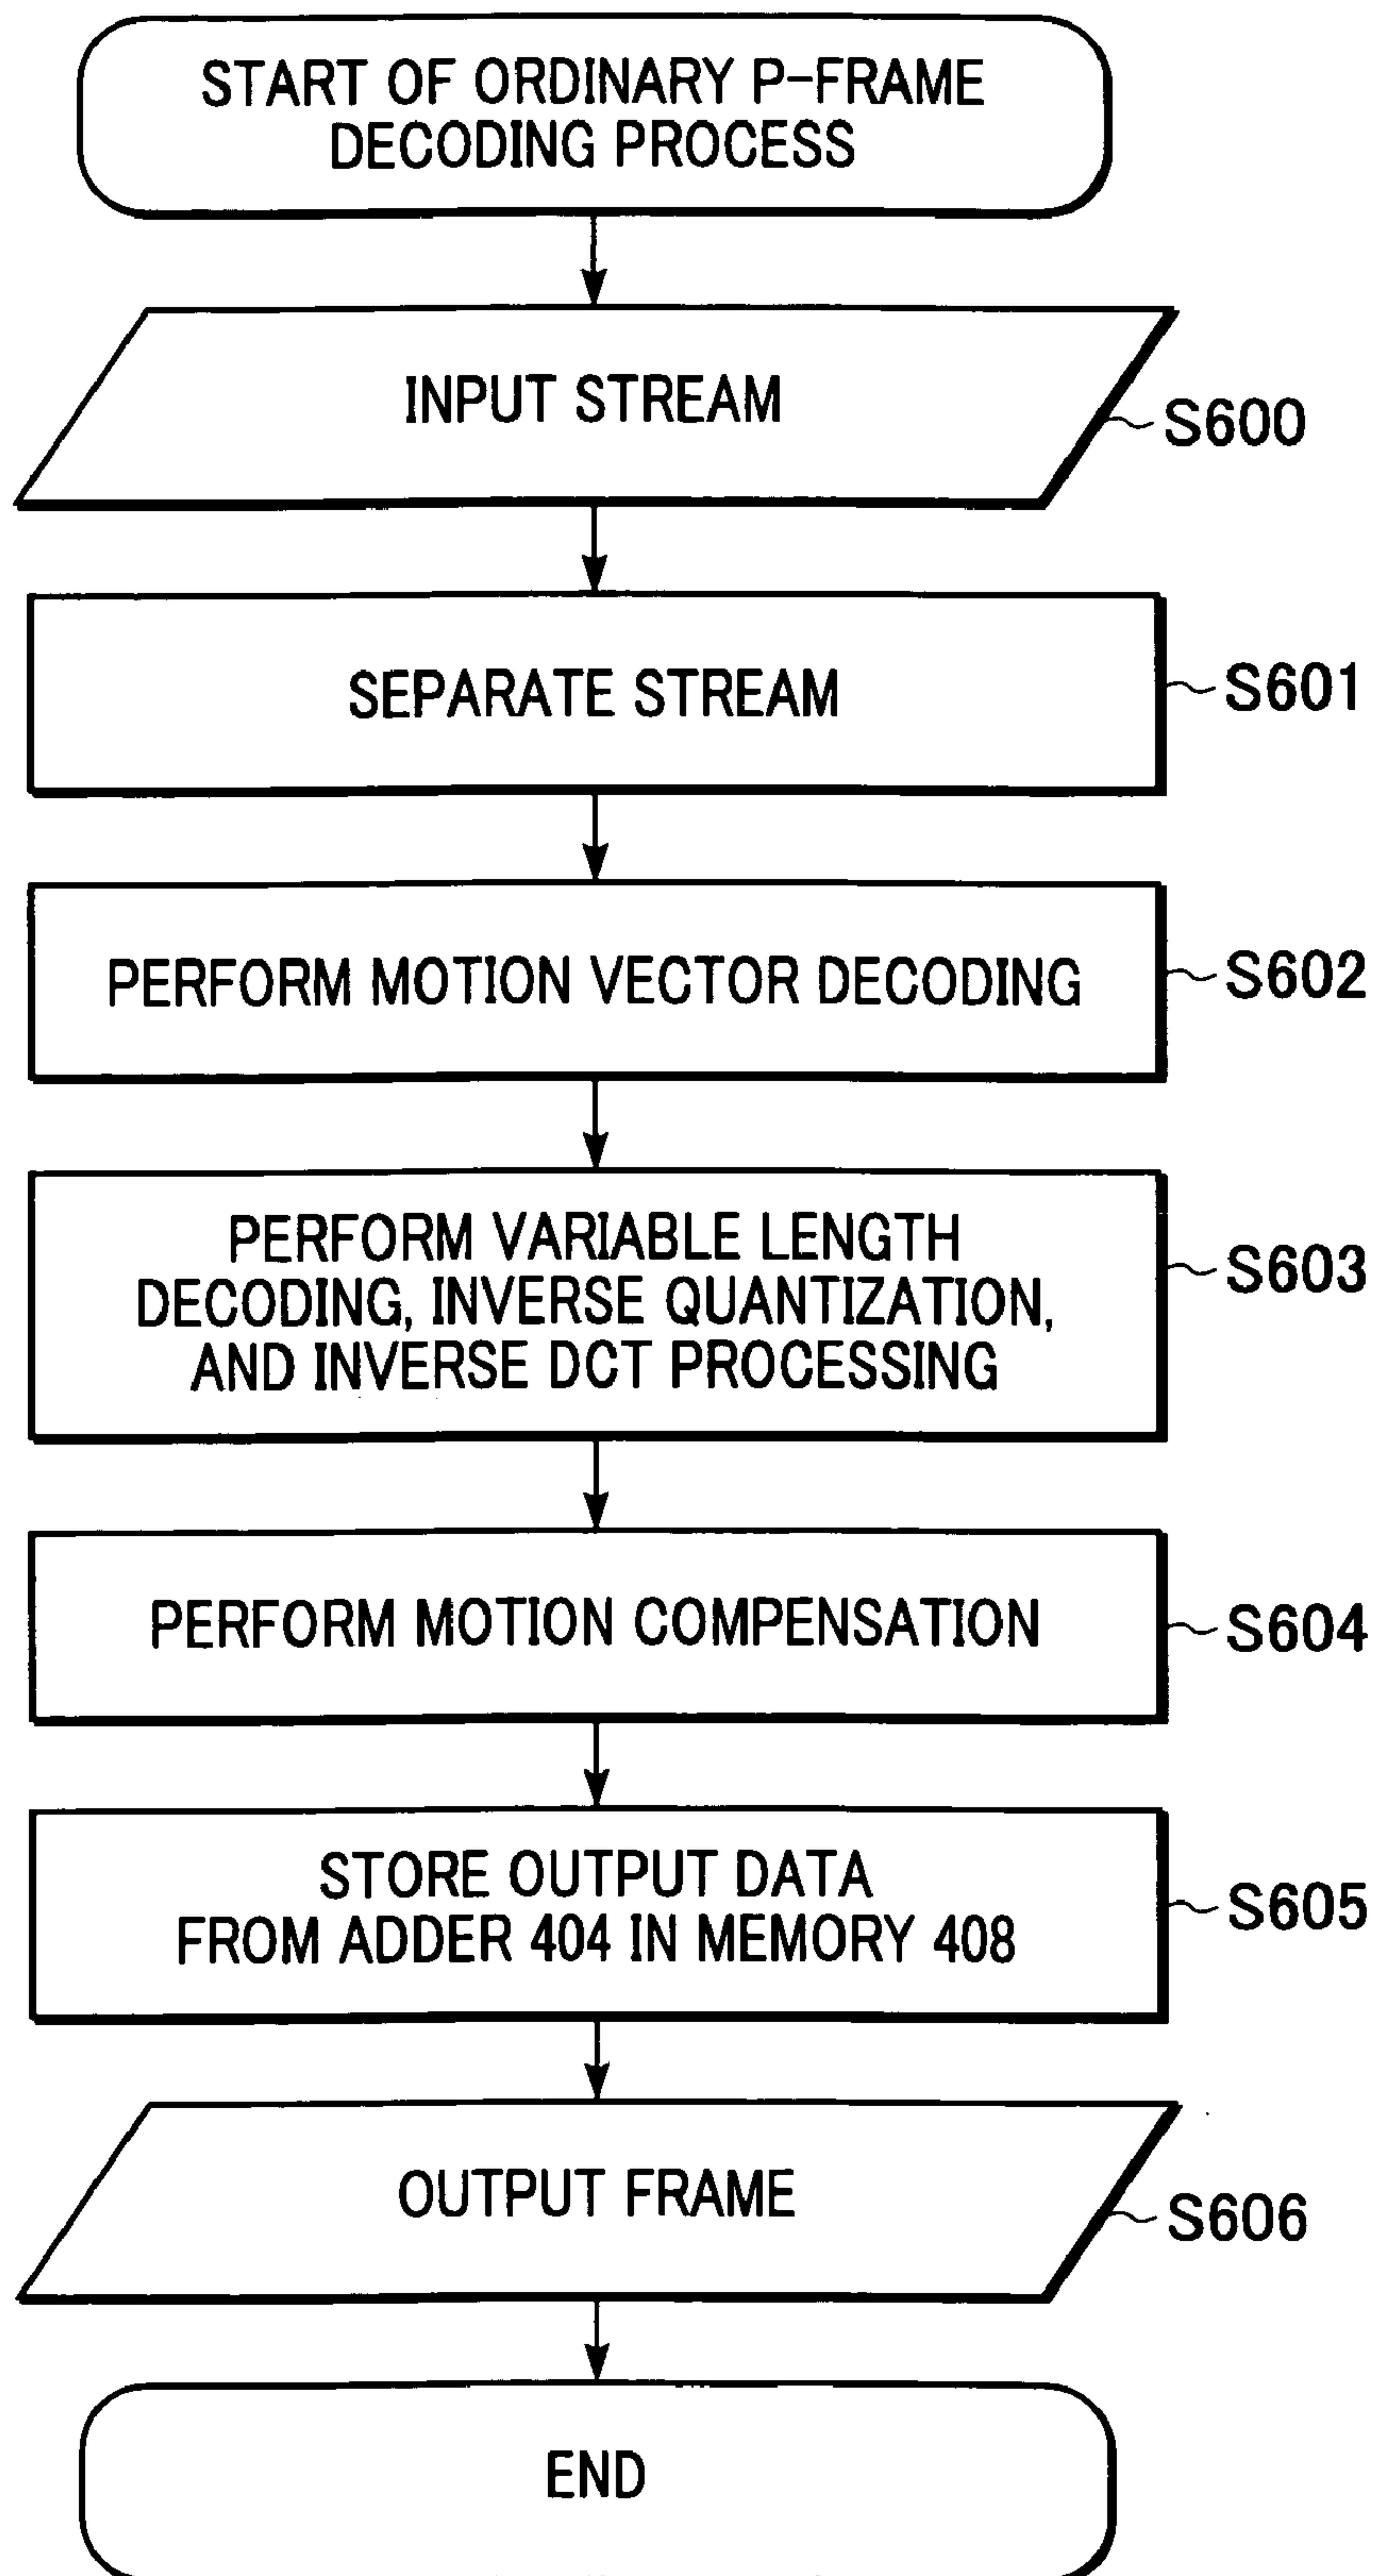 START OF ORDINARY P-FRAME
DECODING PROCESS
INPUT STREAM
S600
SEPARATE STREAM
S601
PERFORM MOTION VECTOR DECODING
S602
PERFORM VARIABLE LENGTH
DECODING, INVERSE QUANTIZATION,
AND INVERSE DCT PROCESSING
S603
PERFORM MOTION COMPENSATION
S604
STORE OUTPUT DATA
FROM ADDER 404 IN MEMORY 408
S605
OUTPUT FRAME
S606
END